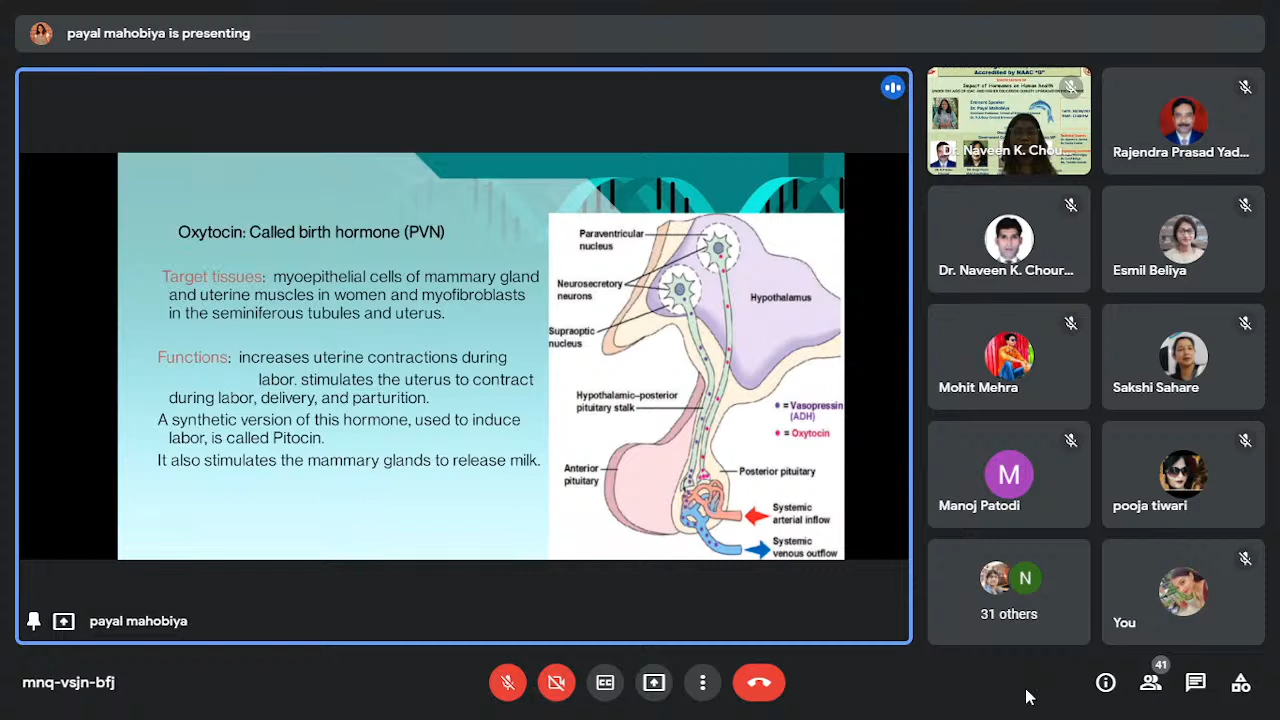 payal mahobiya is presenting
Oxytocin: Called birth hormone (PVN)
Target tissues: myoepithelial cells of mammary gland
and uterine muscles in women and myofibroblasts
in the seminiferous tubules and uterus.
Functions: increases uterine contractions during
labor. stimulates the uterus to contract
during labor, delivery, and parturition.
A synthetic version of this hormone, used to induce
labor, is called Pitocin.
It also stimulates the mammary glands to release milk.
Paraventricular
nucleus
Neurosecretory
neurons
Hypothalamus
Supraoptic
nucleus
Hypothalamic–posterior
pituitary stalk
= Vasopressin
(ADH)
= Oxytocin
Anterior
pituitary
Posterior pituitary
Systemic
arterial inflow
Systemic
venous outflow
payal mahobiya
Accredited by NAAC
Impact of Hormones on Human health
Eminent Speaker
Dr. Payal Mahobiya
Dr. Naveen K. Chou...
Rajendra Prasad Yad...
Dr. Naveen K. Chour...
Esmil Beliya
Mohit Mehra
Sakshi Sahare
M
Manoj Patodi
pooja tiwari
N
31 others
You
mnq-vsjn-bfj
CC
41